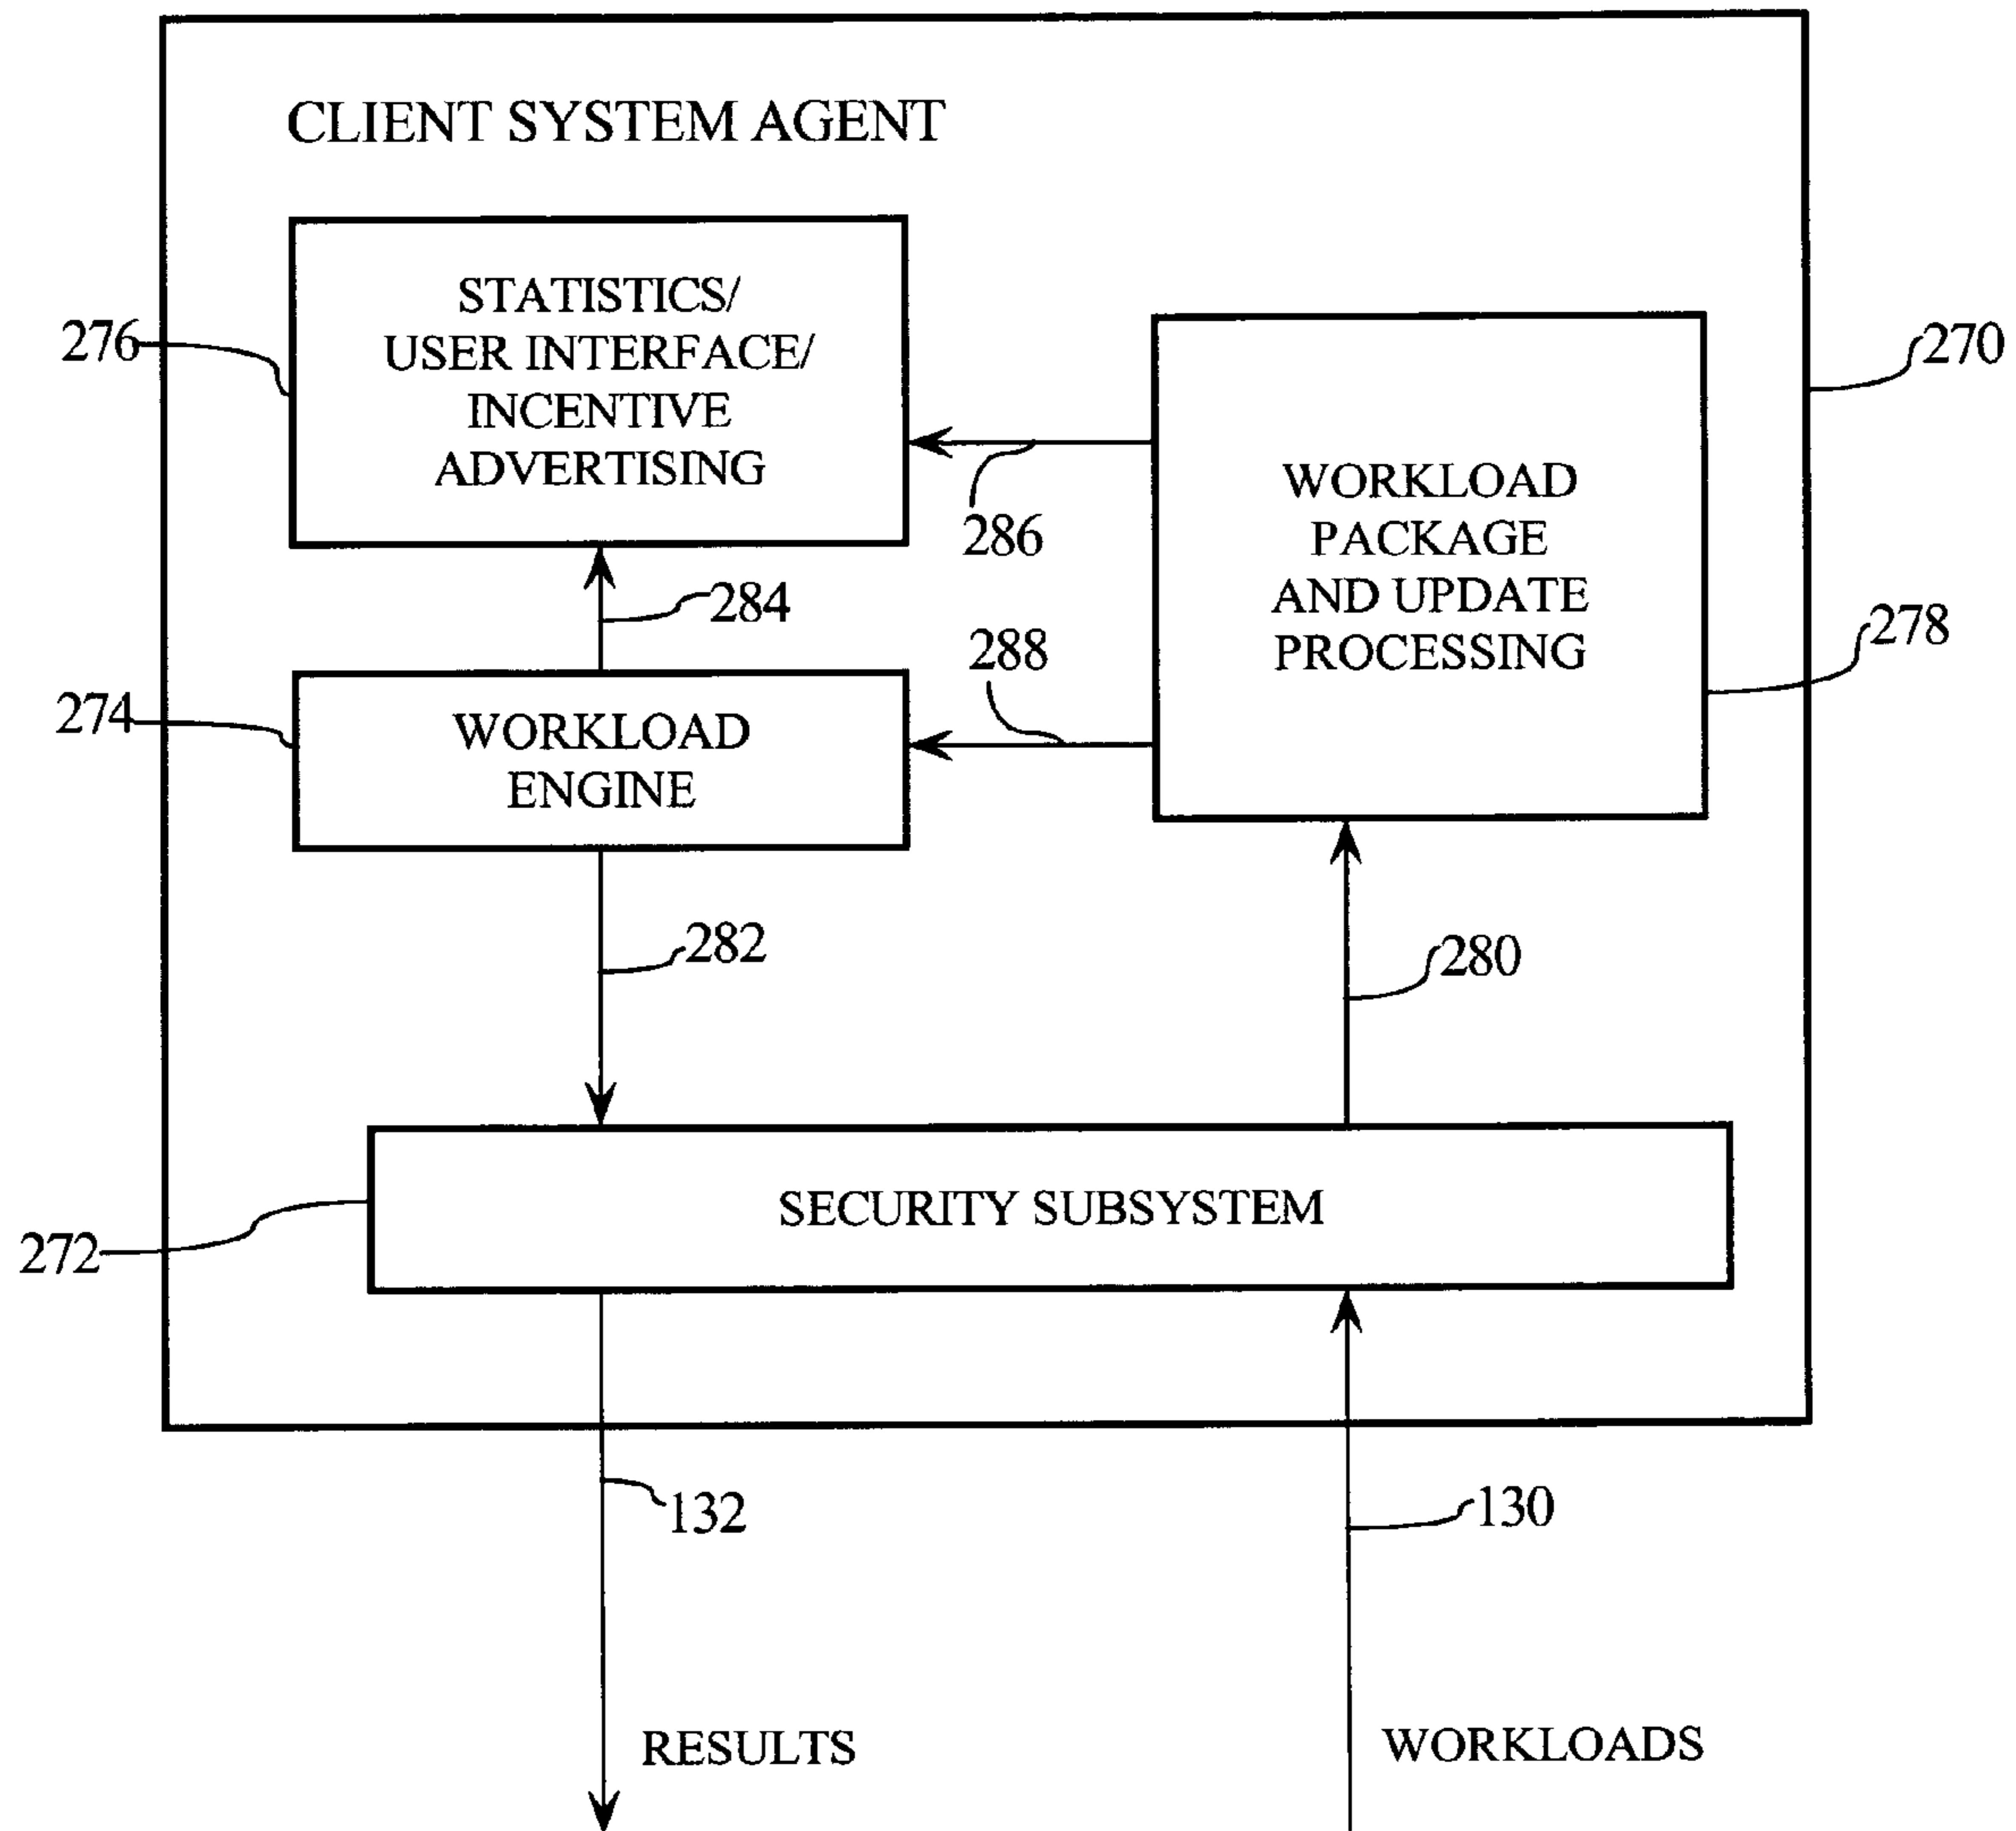 CLIENT SYSTEM AGENT
STATISTICS/
USER INTERFACE/
INCENTIVE
ADVERTISING
276
270
WORKLOAD
PACKAGE
AND UPDATE
PROCESSING
286
284
288
278
274
WORKLOAD
ENGINE
282
280
SECURITY SUBSYSTEM
272
132
130
RESULTS
WORKLOADS